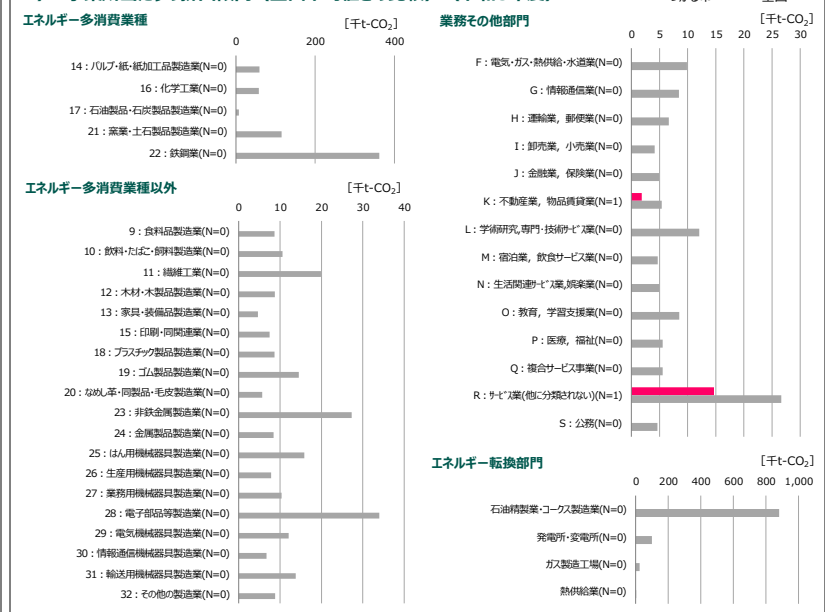 エネルギー多消費業種
[千t-CO₂]
0 200 400
14：パルプ・紙・紙加工品製造業(N=0)
16：化学工業(N=0)
17：石油製品・石炭製品製造業(N=0)
21：窯業・土石製品製造業(N=0)
22：鉄鋼業(N=0)
エネルギー多消費業種以外
[千t-CO₂]
0 10 20 30 40
9：食料品製造業(N=0)
10：飲料・たばこ・飼料製造業(N=0)
11：繊維工業(N=0)
12：木材・木製品製造業(N=0)
13：家具・装備品製造業(N=0)
15：印刷・同関連業(N=0)
18：プラスチック製品製造業(N=0)
19：ゴム製品製造業(N=0)
20：なめし革・同製品・毛皮製造業(N=0)
23：非鉄金属製造業(N=0)
24：金属製品製造業(N=0)
25：はん用機械器具製造業(N=0)
26：生産用機械器具製造業(N=0)
27：業務用機械器具製造業(N=0)
28：電子部品等製造業(N=0)
29：電気機械器具製造業(N=0)
30：情報通信機械器具製造業(N=0)
31：輸送用機械器具製造業(N=0)
32：その他の製造業(N=0)
業務その他部門
[千t-CO₂]
0 5 10 15 20 25 30
F：電気・ガス・熱供給・水道業(N=0)
G：情報通信業(N=0)
H：運輸業，郵便業(N=0)
I：卸売業，小売業(N=0)
J：金融業，保険業(N=0)
K：不動産業，物品賃貸業(N=1)
L：学術研究,専門・技術サービス業(N=0)
M：宿泊業，飲食サービス業(N=0)
N：生活関連サービス業,娯楽業(N=0)
O：教育，学習支援業(N=0)
P：医療，福祉(N=0)
Q：複合サービス事業(N=0)
R：サービス業(他に分類されない)(N=1)
S：公務(N=0)
エネルギー転換部門
[千t-CO₂]
0 200 400 600 800 1,000
石油精製業・コークス製造業(N=0)
発電所・変電所(N=0)
ガス製造工場(N=0)
熱供給業(N=0)